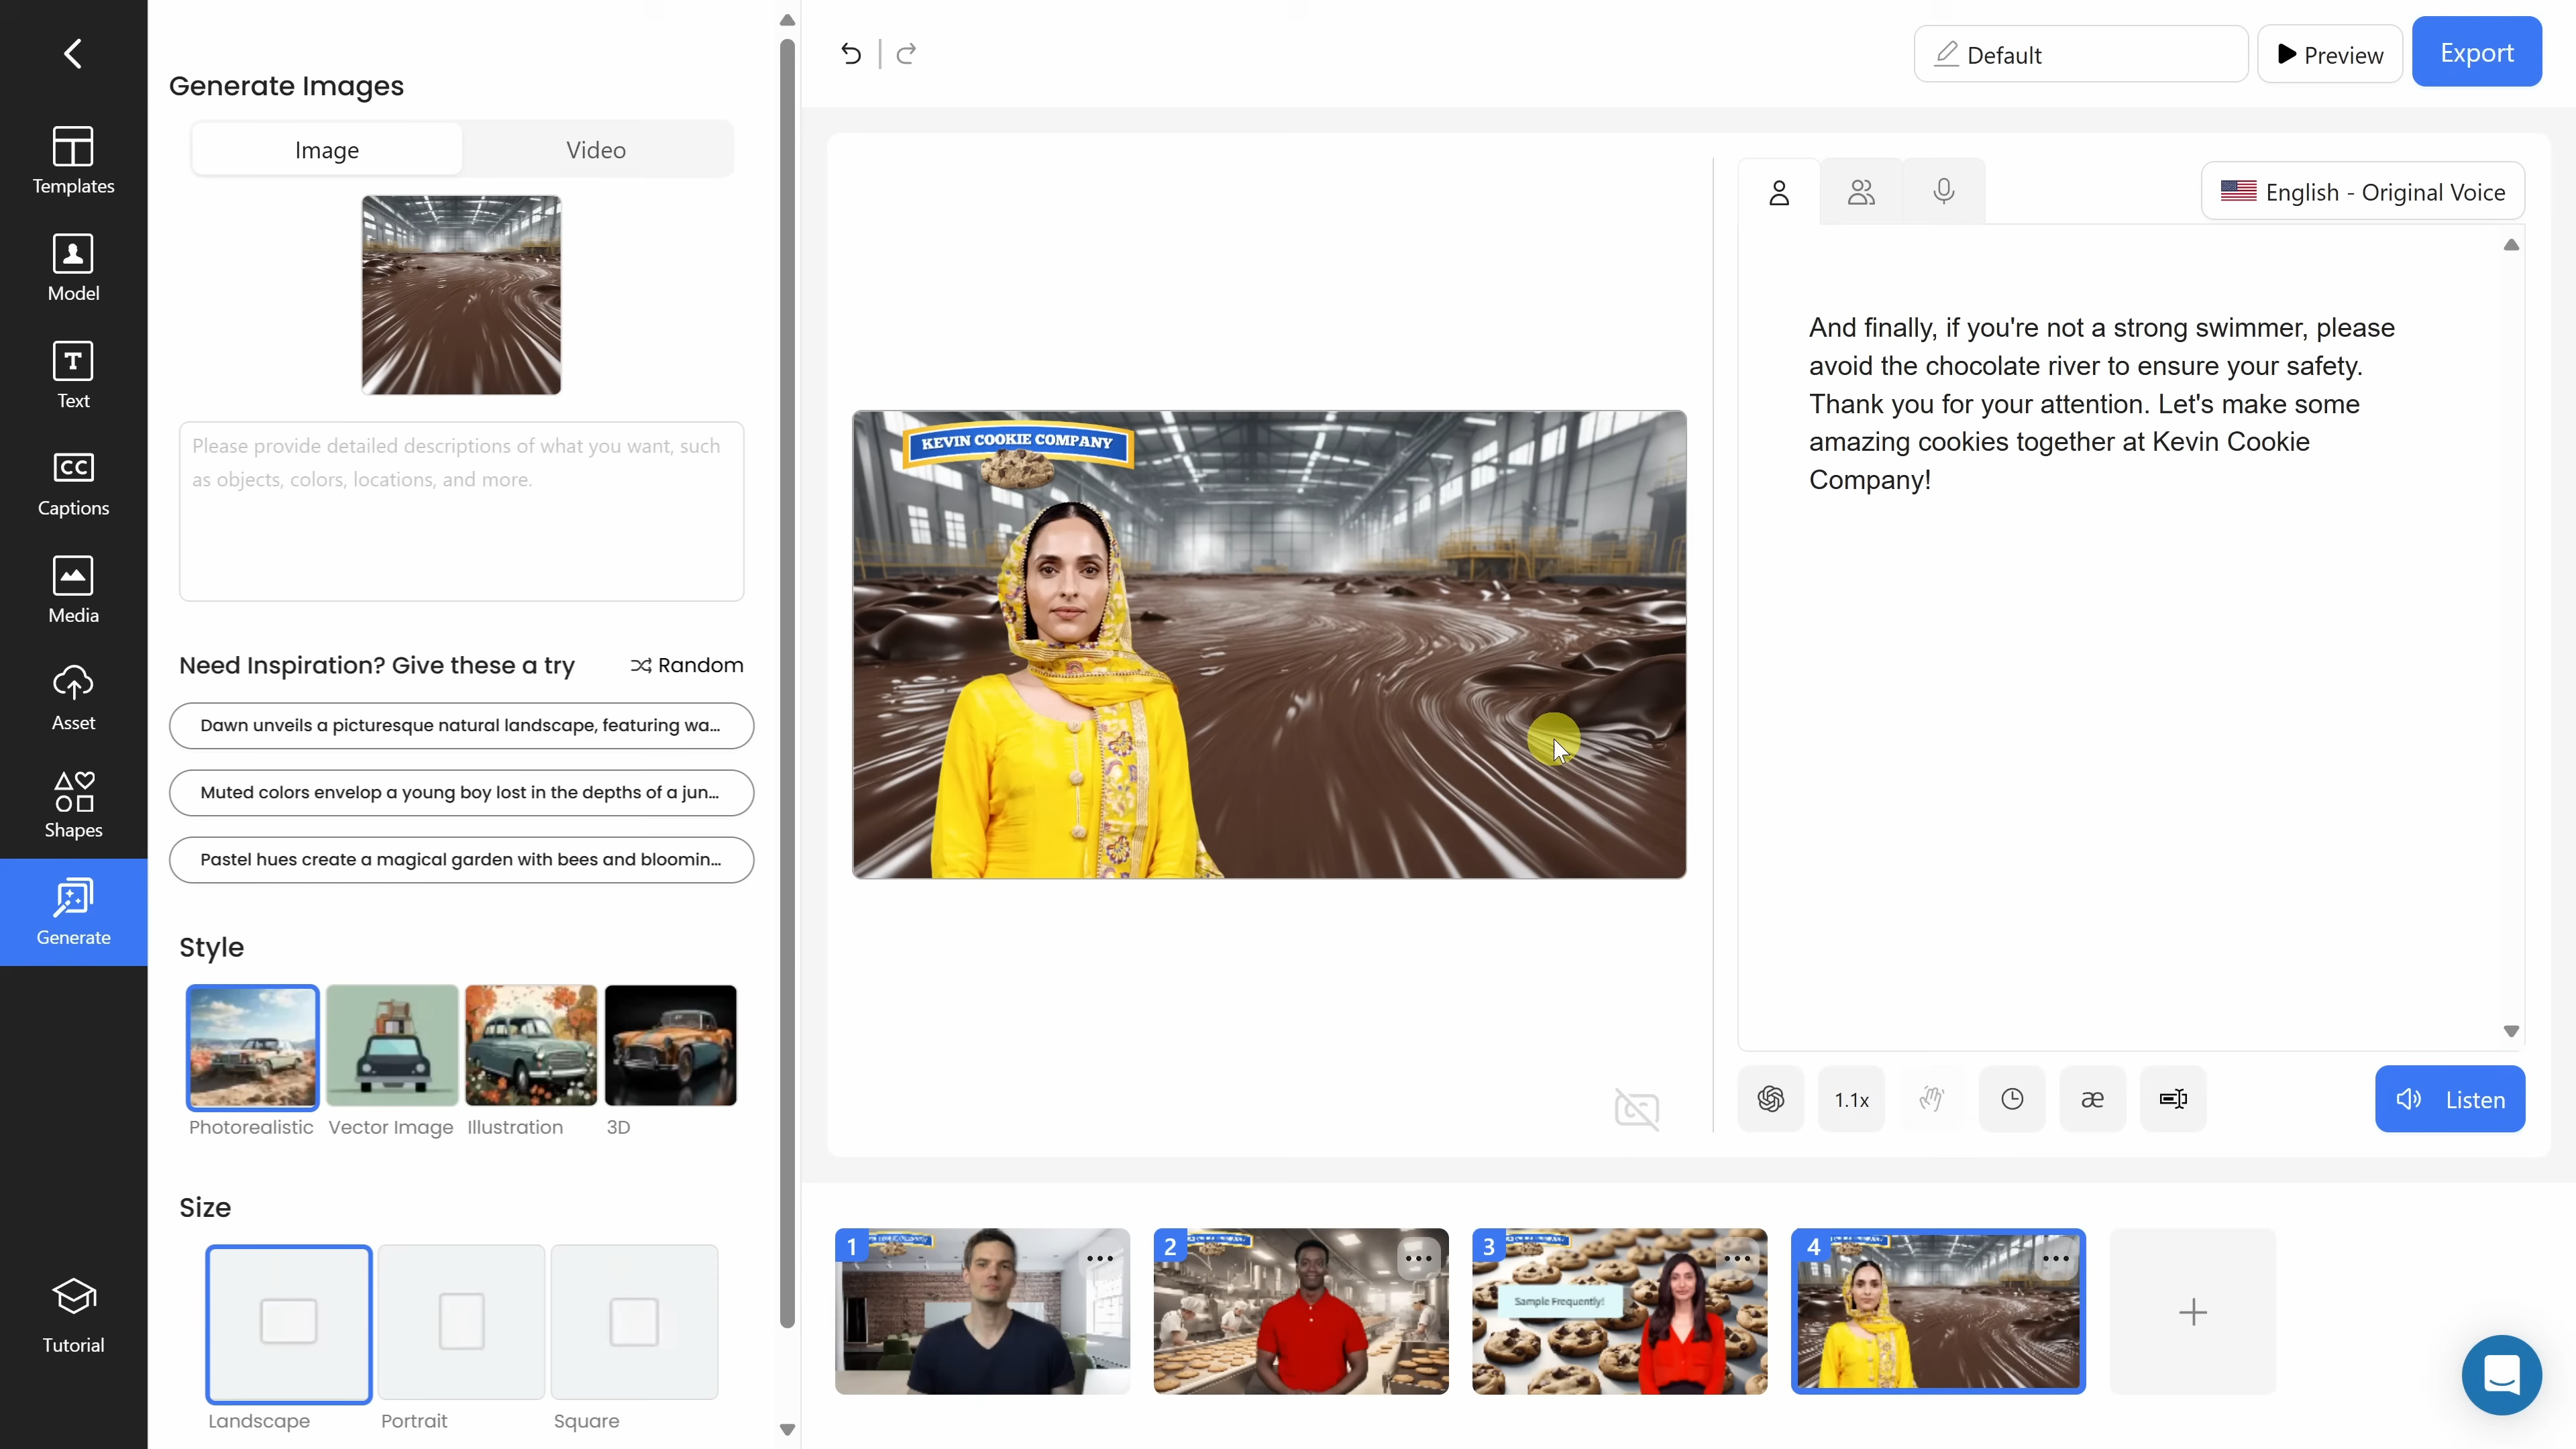 Templates
Model
Text
Captions
Media
Asset
Shapes
Generate
Tutorial
Generate Images
Image
Video
Please provide detailed descriptions of what you want, such
as objects, colors, locations, and more.
Need Inspiration? Give these a try
Random
Dawn unveils a picturesque natural landscape, featuring wa...
Muted colors envelop a young boy lost in the depths of a jun...
Pastel hues create a magical garden with bees and bloomin...
Style
Photorealistic
Vector Image
Illustration
3D
Size
Landscape
Portrait
Square
Default
Preview
Export
KEVIN COOKIE COMPANY
English - Original Voice
And finally, if you're not a strong swimmer, please
avoid the chocolate river to ensure your safety.
Thank you for your attention. Let's make some
amazing cookies together at Kevin Cookie
Company!
1.1x
æ
Listen
1
2
3
Sample Frequently!
4